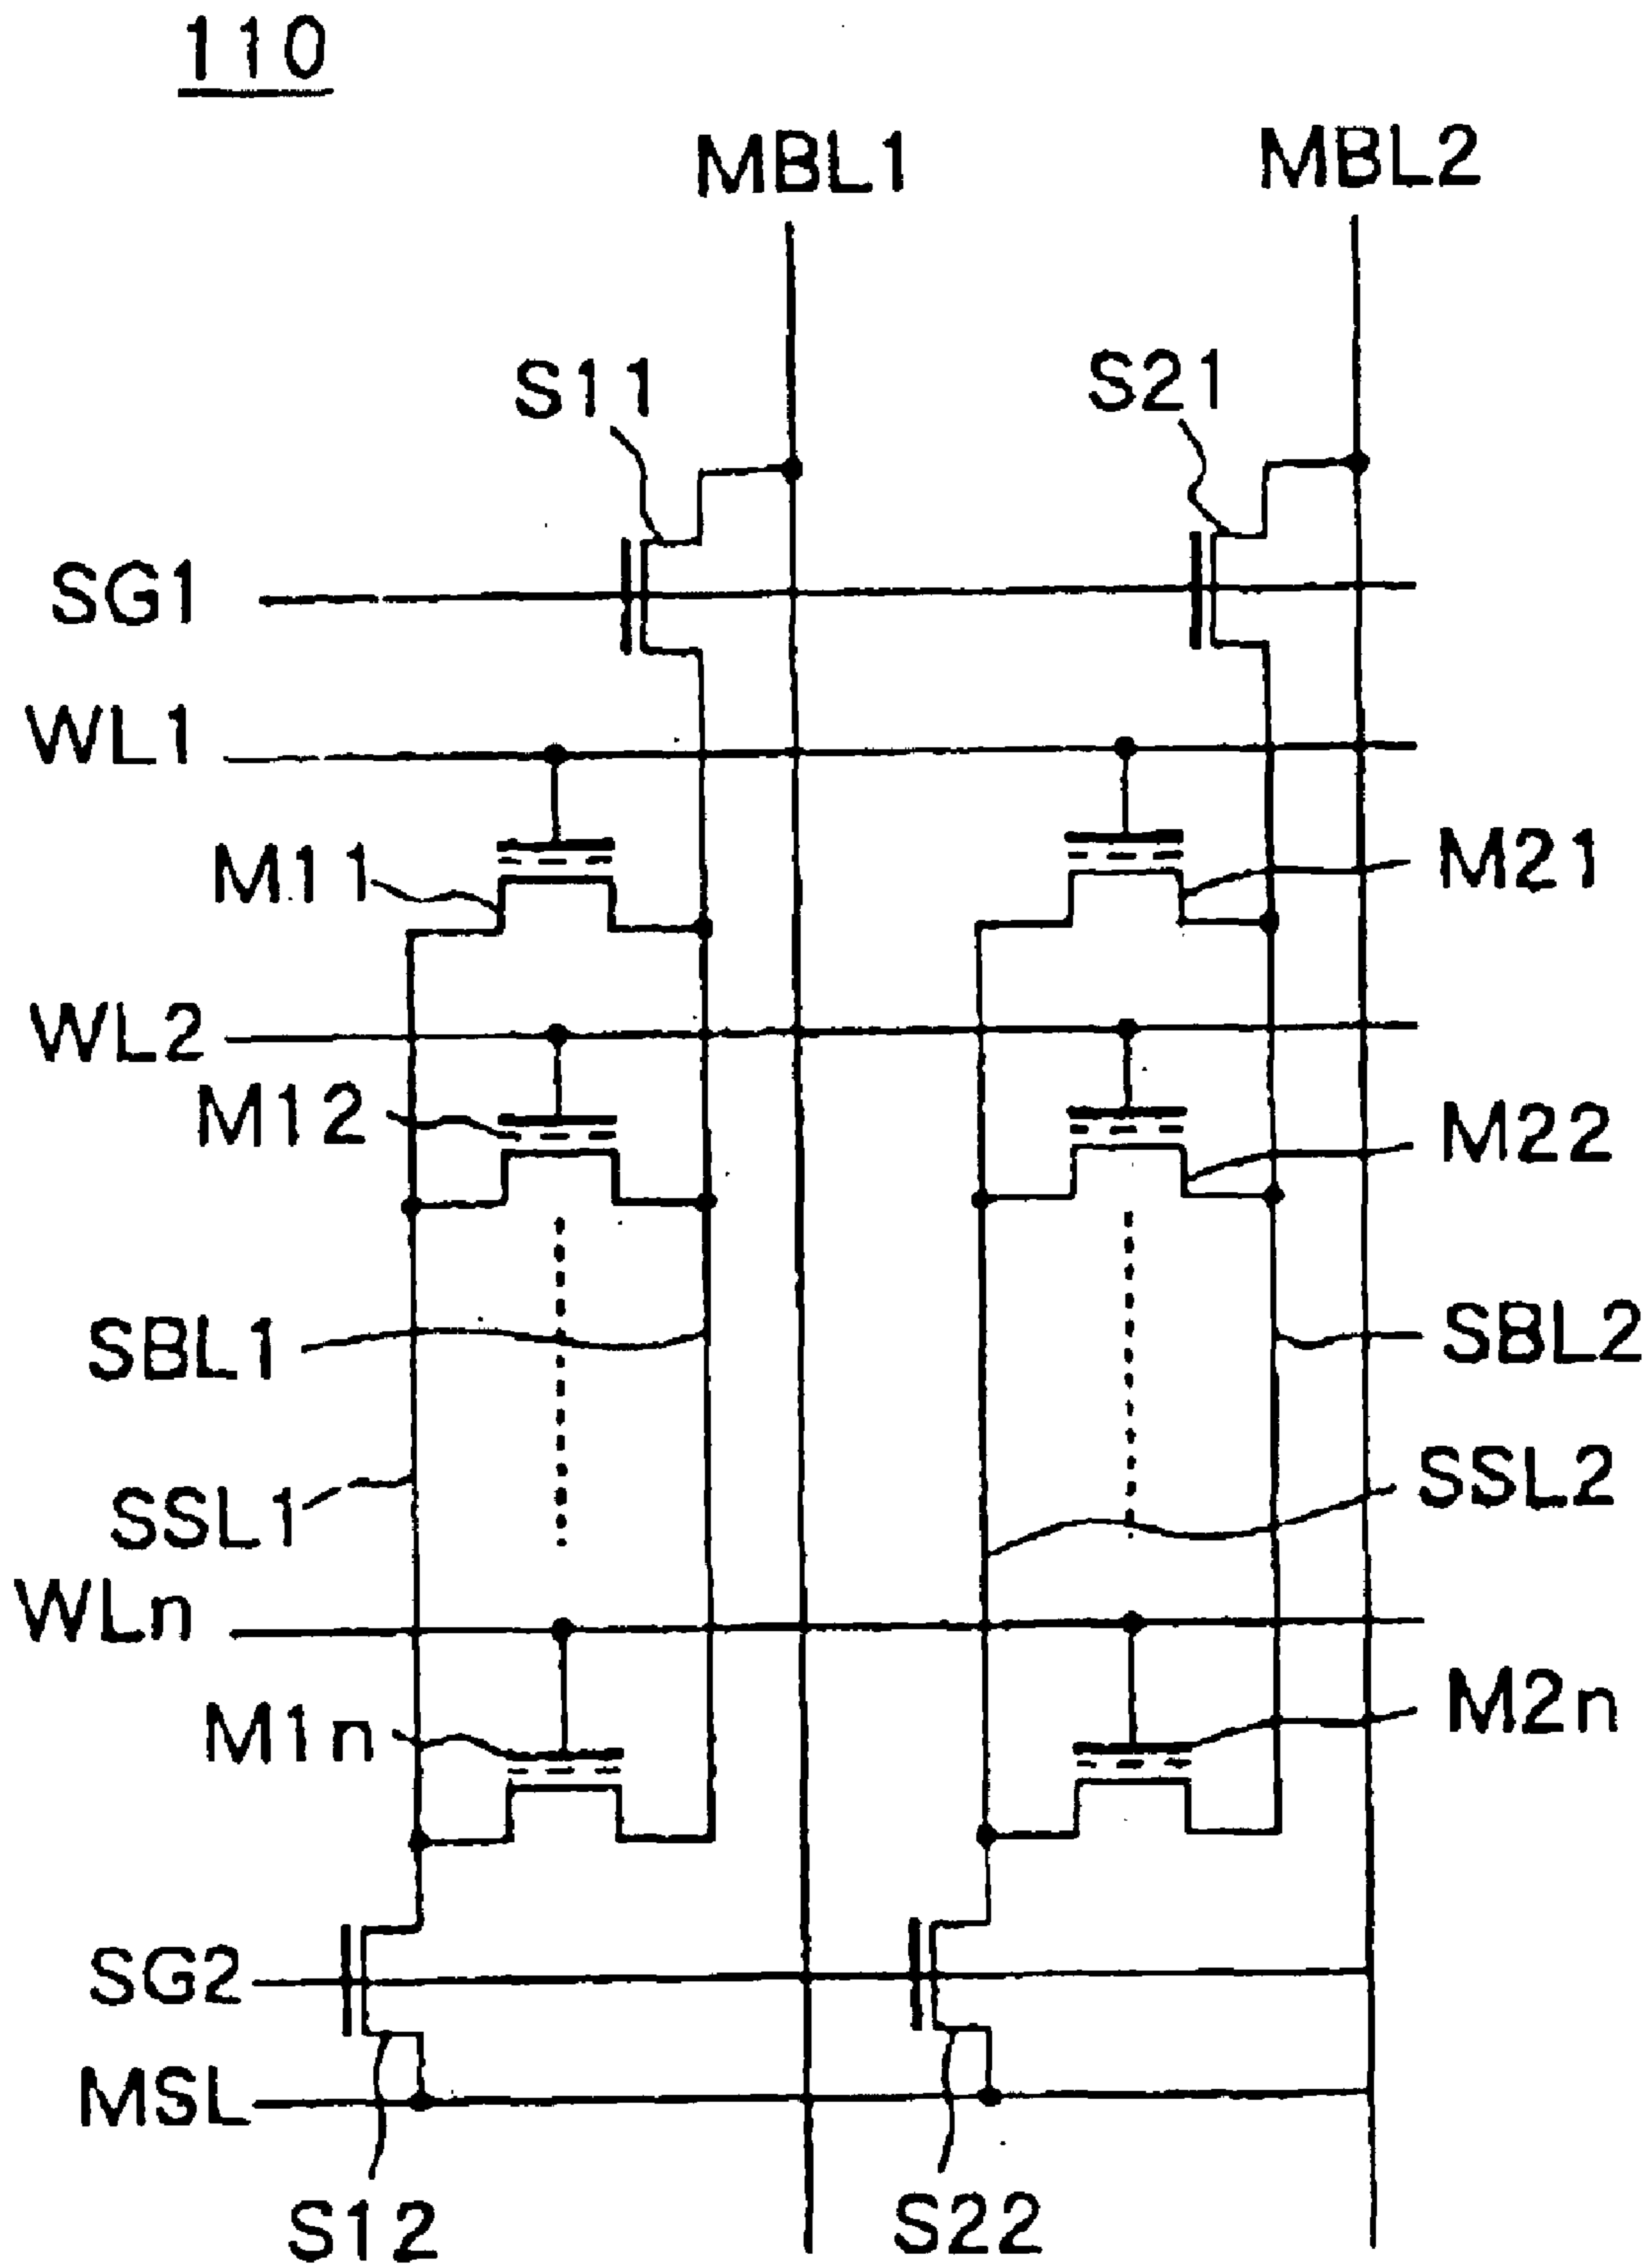 110
MBL1 MBL2
S11 S21
SG1
WL1
M11 M21
WL2
M12 M22
SBL1 SBL2
SSL1 SSL2
WLn
M1n M2n
SG2
MSL
S12 S22